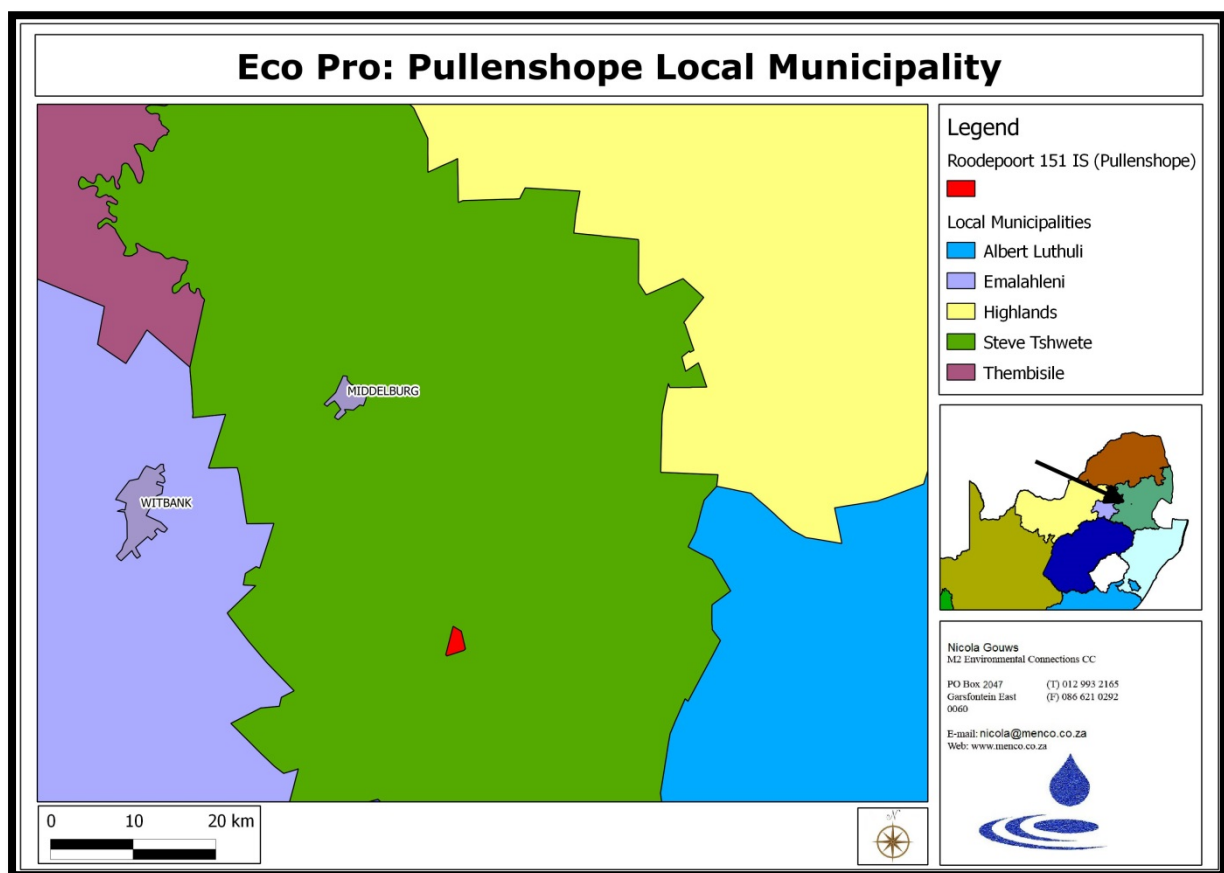 Eco Pro: Pullenshope Local Municipality
MIDDELBURG
WITBANK
0 10 20 km
N
Legend
Roodepoort 151 IS (Pullenshope)
Local Municipalities
Albert Luthuli
Emalahleni
Highlands
Steve Tshwete
Thembisile
Nicola Gouws
M2 Environmental Connections CC
PO Box 2047 (T) 012 993 2165
Garsfontein East (F) 086 621 0292
0060
E-mail: nicola@menco.co.za
Web: www.menco.co.za